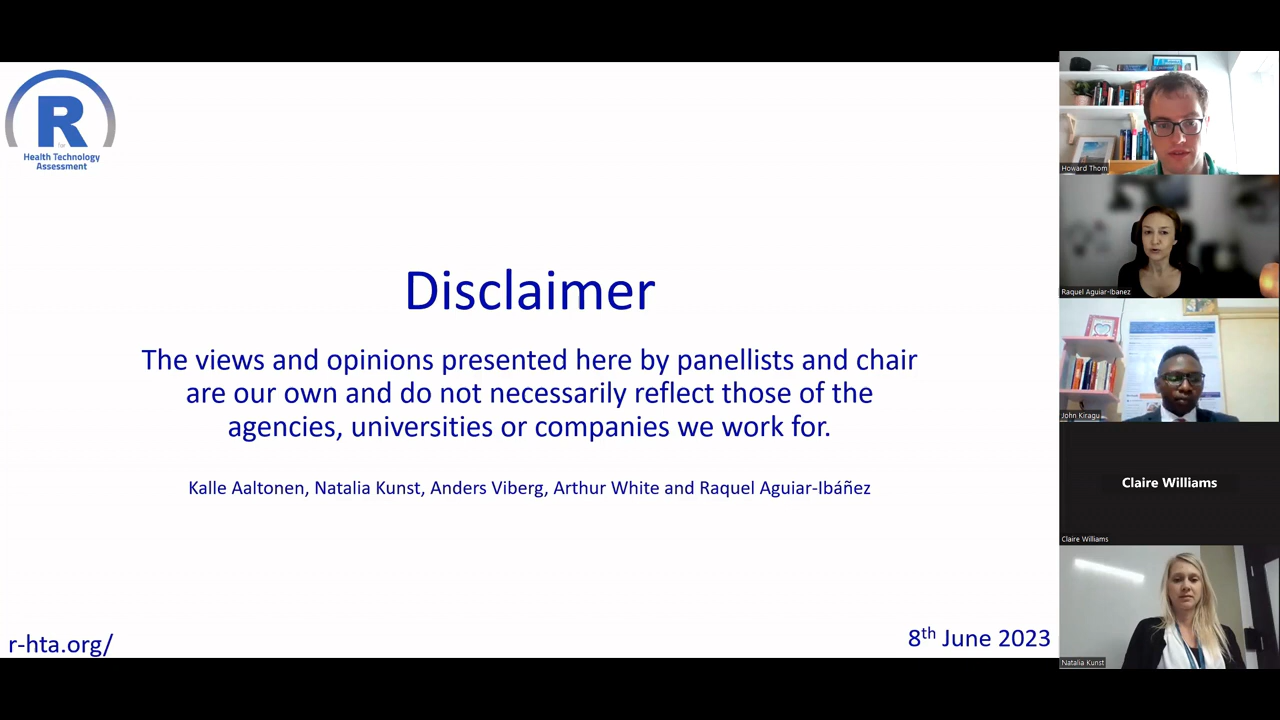 R
for
Health Technology
Assessment
Disclaimer
The views and opinions presented here by panellists and chair
are our own and do not necessarily reflect those of the
agencies, universities or companies we work for.
Kalle Aaltonen, Natalia Kunst, Anders Viberg, Arthur White and Raquel Aguiar-Ibáñez
r-hta.org/
8th June 2023
Howard Thom
Raquel Aguiar-Ibanez
John Kiragu
Claire Williams
Claire Williams
Natalia Kunst